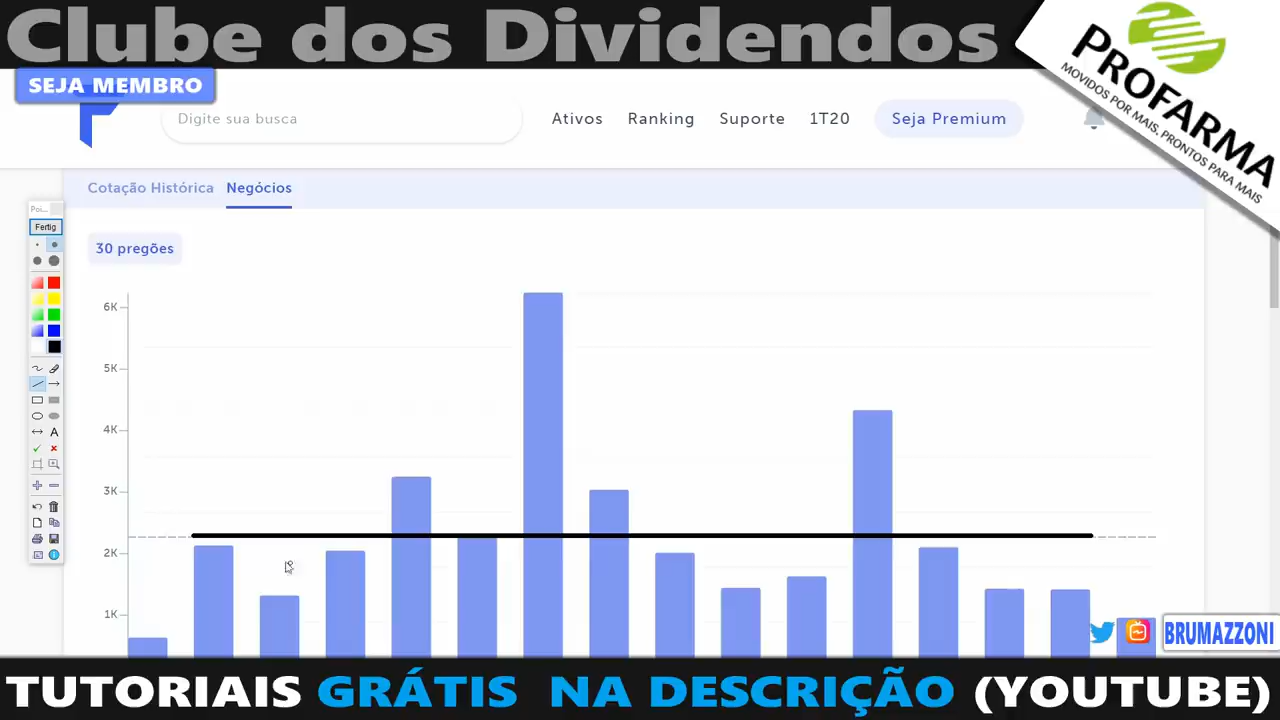 Clube dos Dividendos
SEJA MEMBRO
PROFARMA
MOVIDOS POR MAIS, PRONTOS PARA MAIS
Digite sua busca
Ativos
Ranking
Suporte
1T20
Seja Premium
Cotação Histórica
Negócios
Poi...
Fertig
30 pregões
6K
5K
4K
3K
2K
1K
A
BRUMAZZONI
TUTORIAIS GRÁTIS NA DESCRIÇÃO (YOUTUBE)